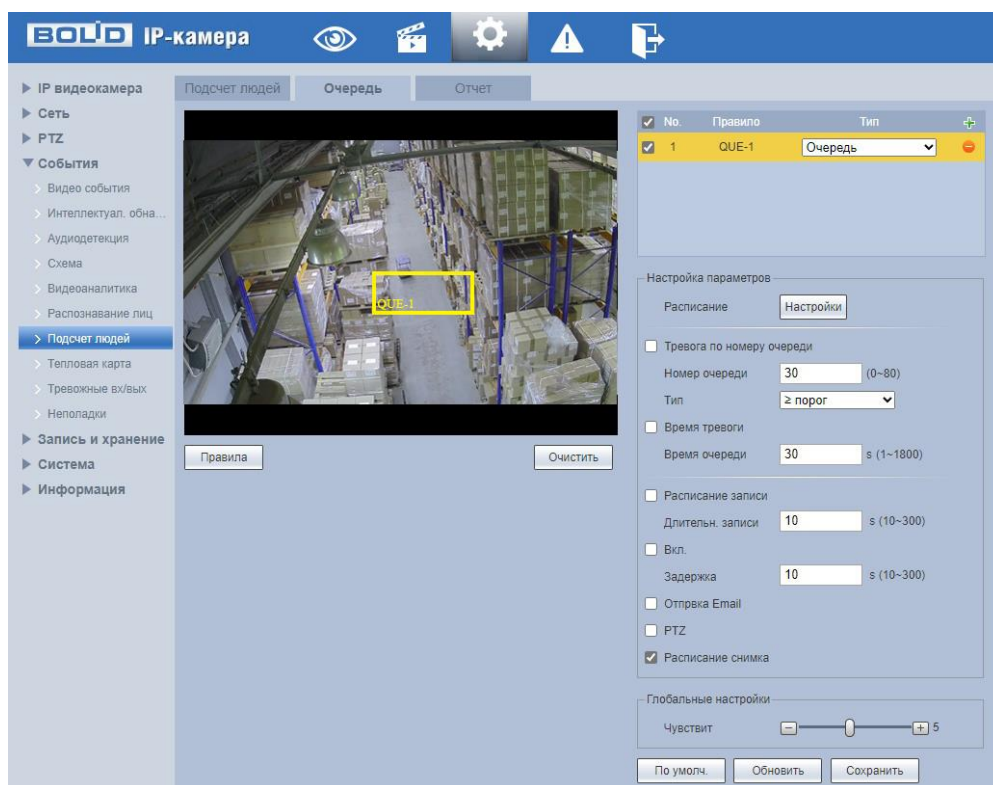 BOLID IP-камера
IP видеокамера
Сеть
PTZ
События
Видео события
Интеллектуал. обна...
Аудиодетекция
Схема
Видеоаналитика
Распознавание лиц
Подсчет людей
Тепловая карта
Тревожные вх/вых
Неполадки
Запись и хранение
Система
Информация
Подсчет людей Очередь Отчет
QUE-1
Правила Очистить
No. Правило Тип
1 QUE-1 Очередь
Настройка параметров
Расписание Настройки
Тревога по номеру очереди
Номер очереди 30 (0~80)
Тип ≥ порог
Время тревоги
Время очереди 30 s (1~1800)
Расписание записи
Длительн. записи 10 s (10~300)
Вкл.
Задержка 10 s (10~300)
Отпрвка Email
PTZ
Расписание снимка
Глобальные настройки
Чувствит 5
По умолч. Обновить Сохранить